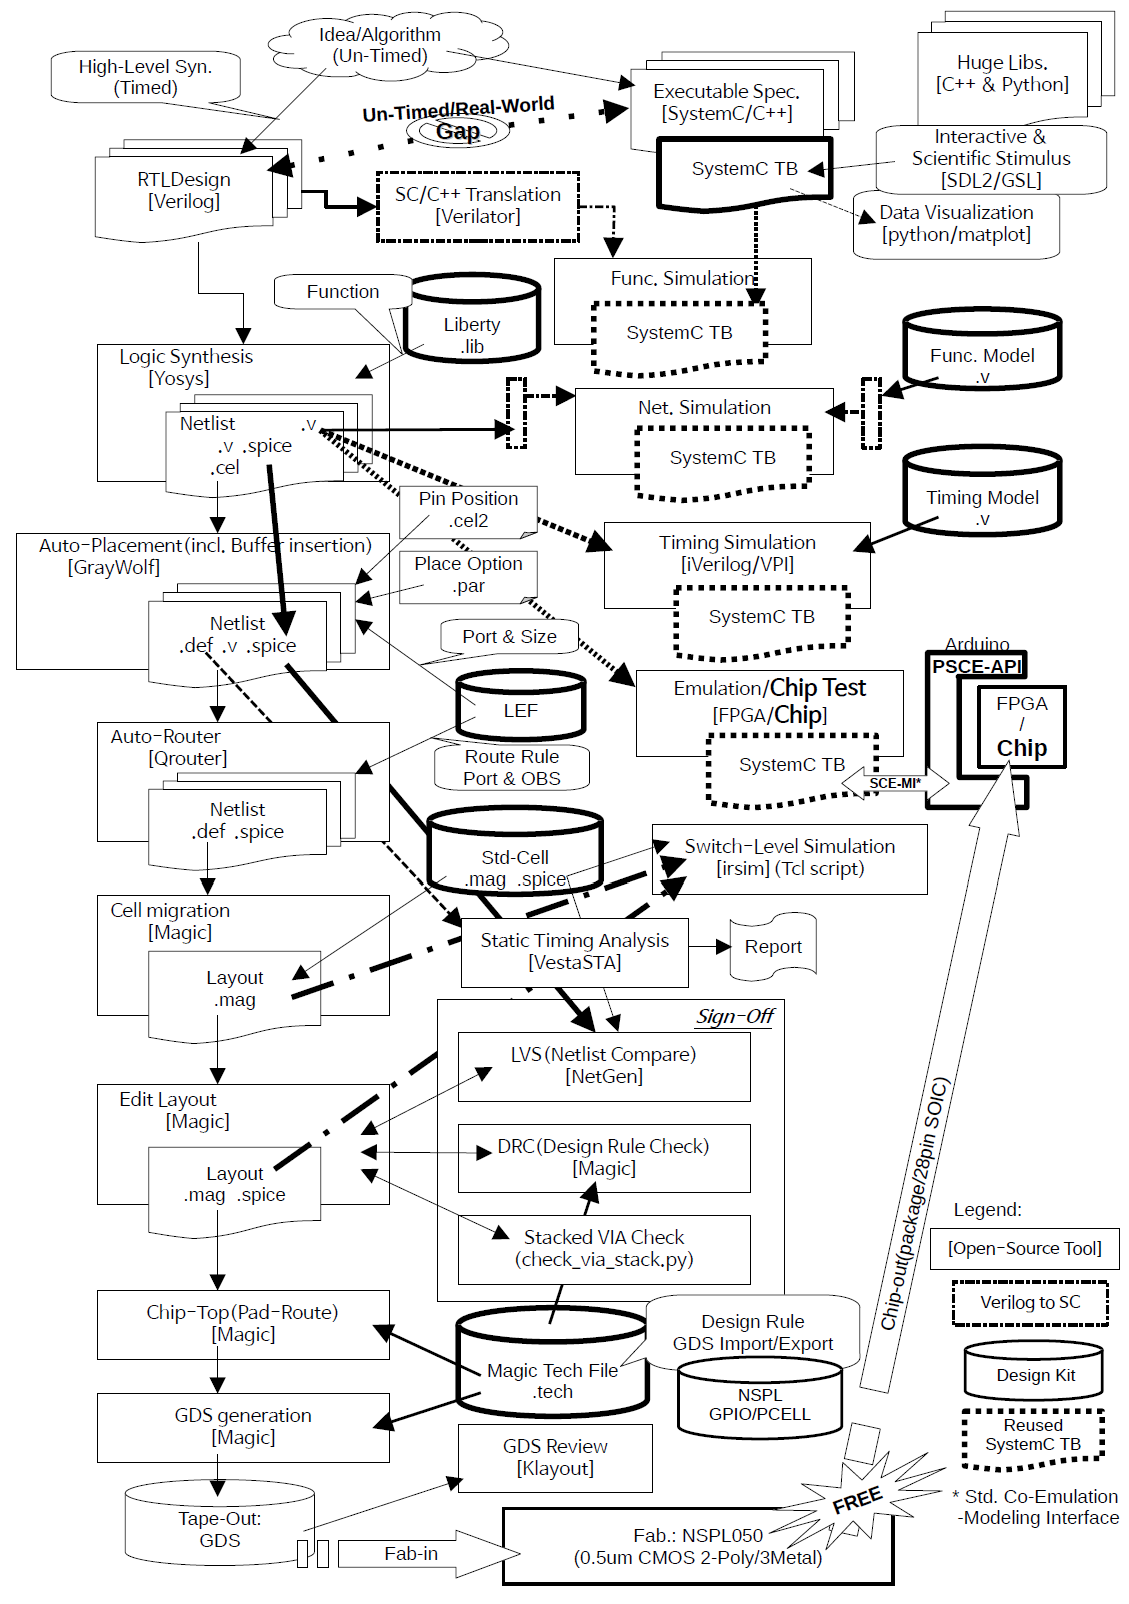 Idea/Algorithm
(Un-Timed)
High-Level Syn.
(Timed)
Un-Timed/Real-World
Gap
Executable Spec.
[SystemC/C++]
SystemC TB
Huge Libs.
[C++ & Python]
Interactive &
Scientific Stimulus
[SDL2/GSL]
Data Visualization
[python/matplot]
RTLDesign
[Verilog]
SC/C++ Translation
[Verilator]
Func. Simulation
SystemC TB
Function
Liberty
.lib
Func. Model
.v
Logic Synthesis
[Yosys]
Netlist .v
.v .spice
.cel
Net. Simulation
SystemC TB
Timing Model
.v
Pin Position
.cel2
Place Option
.par
Auto-Placement(incl. Buffer insertion)
[GrayWolf]
Netlist
.def .v .spice
Timing Simulation
[iVerilog/VPI]
SystemC TB
Port & Size
LEF
Route Rule
Port & OBS
Emulation/Chip Test
[FPGA/Chip]
SystemC TB
SCE-MI*
Arduino
PSCE-API
FPGA
/
Chip
Auto-Router
[Qrouter]
Netlist
.def .spice
Std-Cell
.mag .spice
Switch-Level Simulation
[irsim] (Tcl script)
Cell migration
[Magic]
Layout
.mag
Static Timing Analysis
[VestaSTA]
Report
Sign-Off
LVS(Netlist Compare)
[NetGen]
DRC(Design Rule Check)
[Magic]
Stacked VIA Check
(check_via_stack.py)
Edit Layout
[Magic]
Layout
.mag .spice
Chip-Top(Pad-Route)
[Magic]
Magic Tech File
.tech
Design Rule
GDS Import/Export
NSPL
GPIO/PCELL
GDS generation
[Magic]
GDS Review
[Klayout]
Tape-Out:
GDS
Fab-in
Fab.: NSPL050
(0.5um CMOS 2-Poly/3Metal)
FREE
Chip-out(package/28pin SOIC)
Legend:
[Open-Source Tool]
Verilog to SC
Design Kit
Reused
SystemC TB
* Std. Co-Emulation
-Modeling Interface